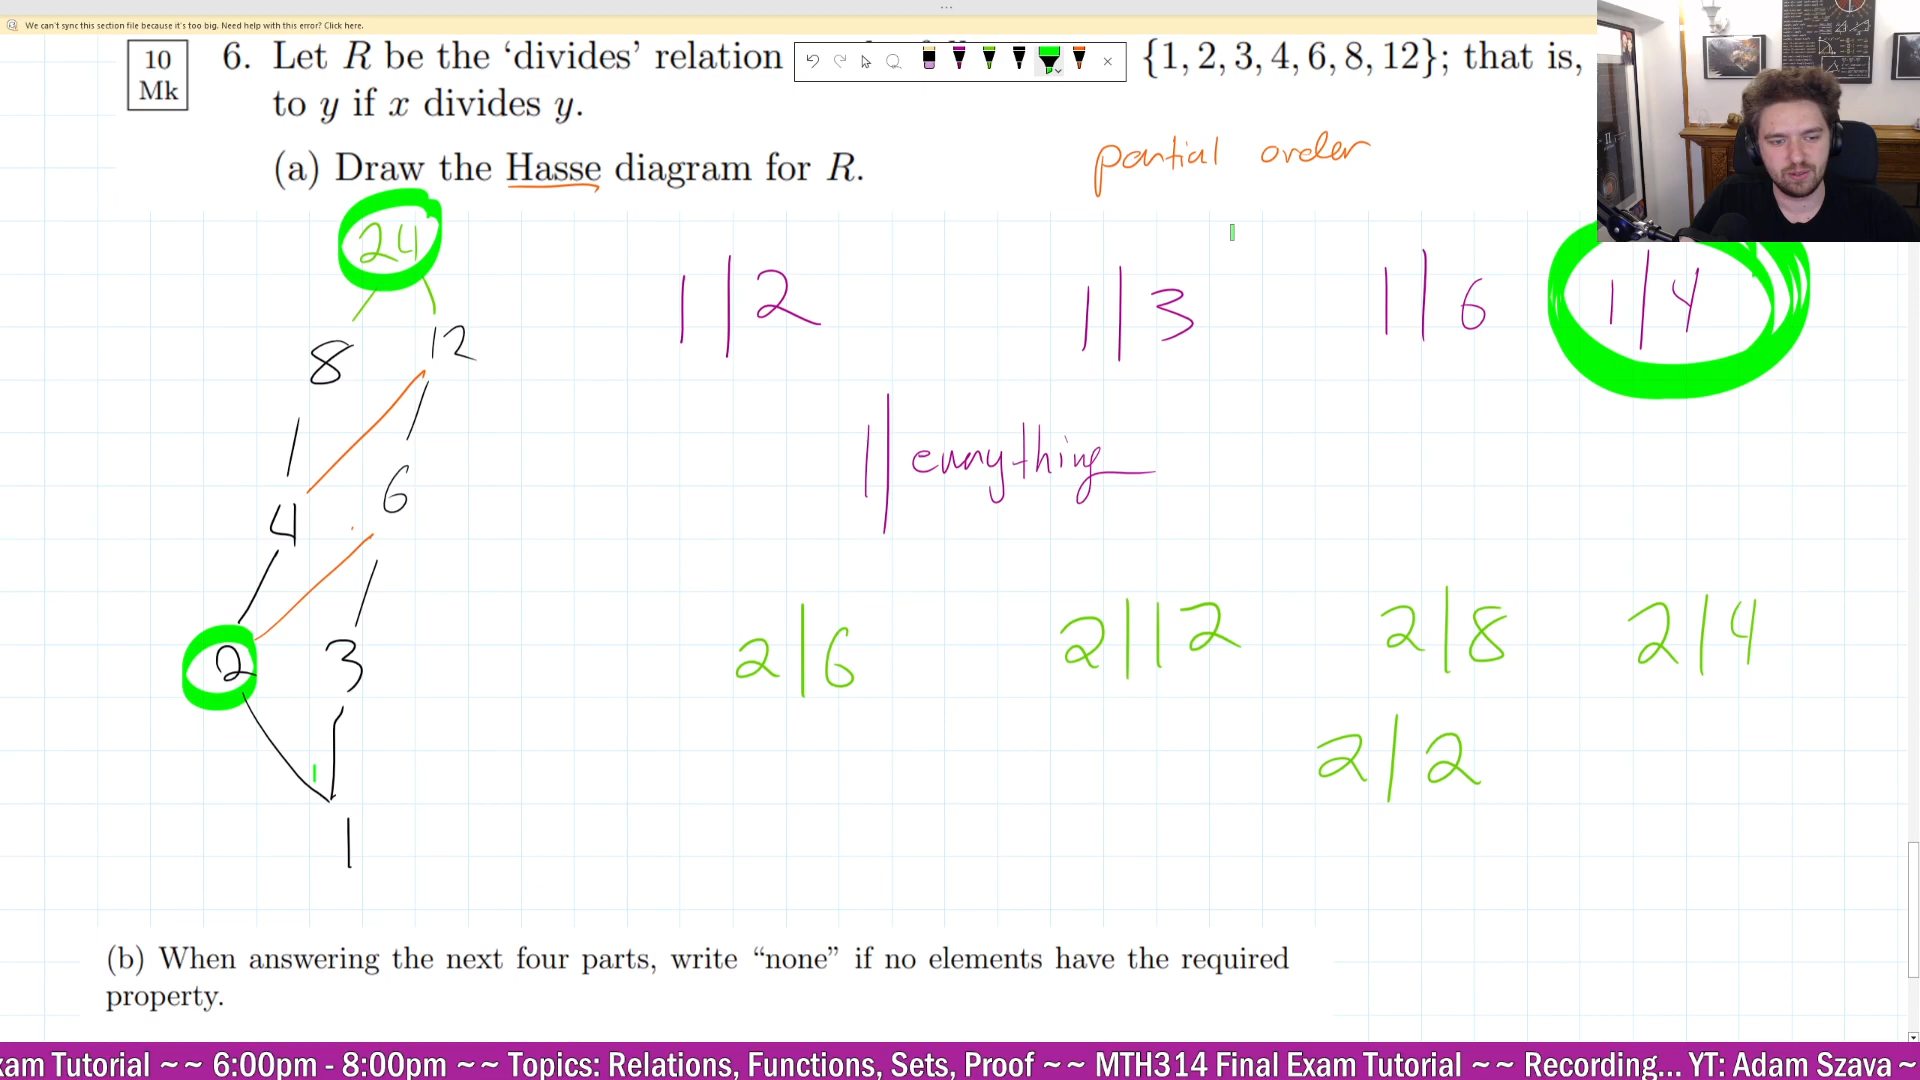 We can't sync this section file because it's too big. Need help with this error? Click here.
10 Mk
6. Let R be the ‘divides’ relation {1, 2, 3, 4, 6, 8, 12}; that is,
to y if x divides y.
(a) Draw the Hasse diagram for R.
partial order
24
8 12
4 6
2 3
1
1|2 1|3 1|6 1|4
1|everything
2|6 2|12 2|8 2|4
2|2
(b) When answering the next four parts, write “none” if no elements have the required
property.
xam Tutorial ~~ 6:00pm - 8:00pm ~~ Topics: Relations, Functions, Sets, Proof ~~ MTH314 Final Exam Tutorial ~~ Recording... YT: Adam Szava ~